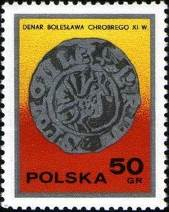 DENAR BOLESŁAWA CHROBREGO XI W
POLSKA 50
GR